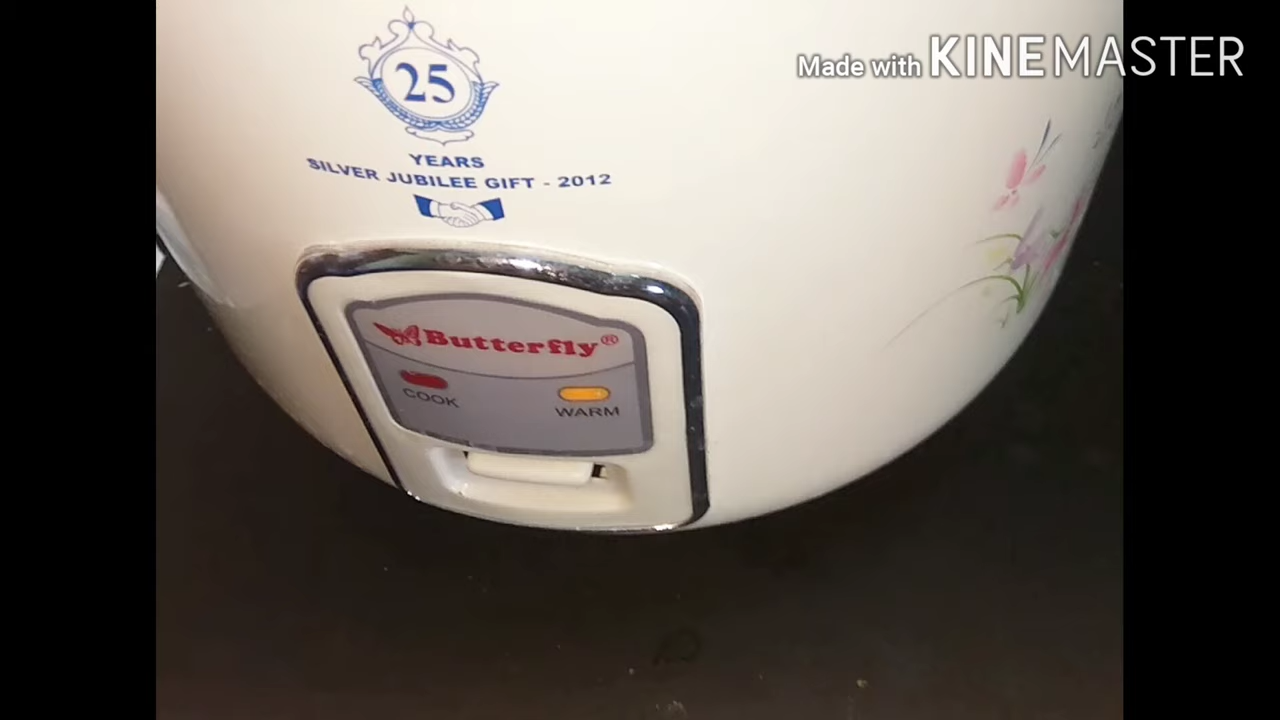 Made with KINEMASTER
25
YEARS
SILVER JUBILEE GIFT - 2012
Butterfly®
COOK
WARM